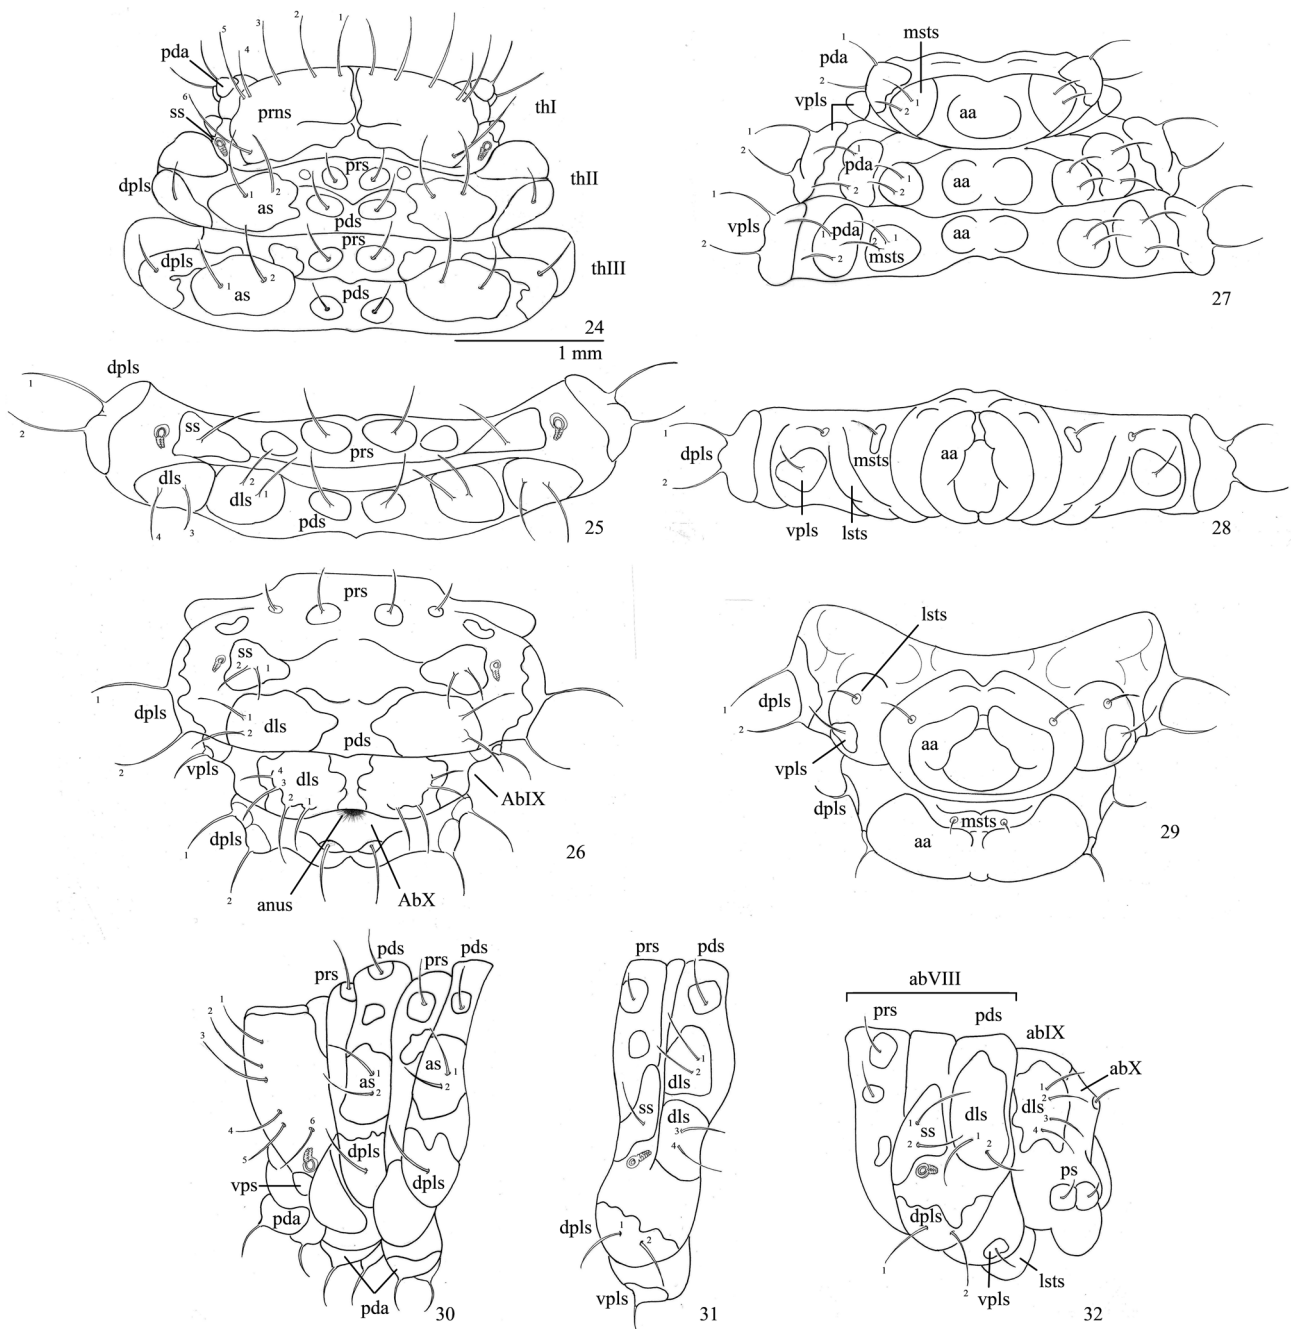 5 3 2 1
4
pda
6
prns
thI
ss
prs
dpls
1 2
as
thII
pds
prs
dpls
1 2
as
pds
thIII
24
1 mm
1
pda
msts
2
1
2
vpls
aa
1
2
1
pda
2
1
2
aa
1
vpls
2
1
pda
2
2
1
msts
aa
27
1
dpls
2
ss
prs
dls
2
dls
1
pds
4 3
25
1
dpls
2
msts
aa
vpls
lsts
28
prs
ss
2 1
1
dpls
1
2
dls
pds
2
vpls
4
3
dls
2 1
AbIX
dpls
1
2
anus
AbX
26
lsts
1
dpls
2
aa
vpls
dpls
msts
aa
29
prs pds prs pds
1
2
3
as
1
2
as
1
2
4
5
6
dpls
dpls
vps
pda
pda
30
prs pds
1
2
dls
ss
dls
3
4
dpls
1
2
vpls
31
abVIII
prs pds abIX
abX
1
2
ss
dls
1
2
1
2
dls
3
4
ps
dpls
1
2
vpls
lsts
32